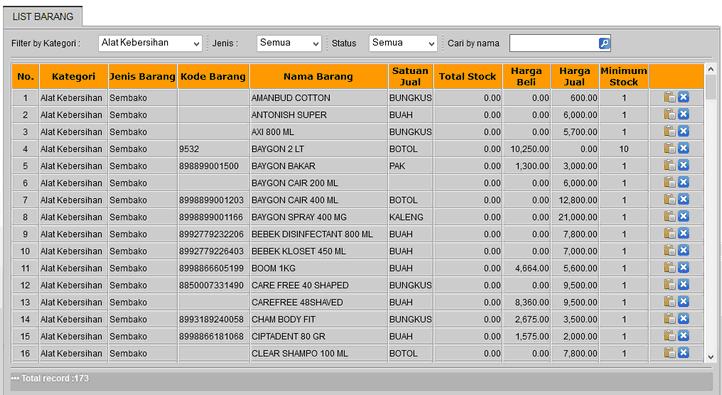 LIST BARANG
Filter by Kategori : Alat Kebersihan Jenis : Semua Status Semua Cari by nama
No. Kategori Jenis Barang Kode Barang Nama Barang Satuan Jual Total Stock Harga Beli Harga Jual Minimum Stock
1 Alat Kebersihan Sembako AMANBUD COTTON BUNGKUS 0.00 0.00 600.00 1
2 Alat Kebersihan Sembako ANTONISH SUPER BUAH 0.00 0.00 6,000.00 1
3 Alat Kebersihan Sembako AXI 800 ML BUNGKUS 0.00 0.00 5,700.00 1
4 Alat Kebersihan Sembako 9532 BAYGON 2 LT BOTOL 0.00 10,250.00 0.00 10
5 Alat Kebersihan Sembako 898899001500 BAYGON BAKAR PAK 0.00 1,300.00 3,000.00 1
6 Alat Kebersihan Sembako BAYGON CAIR 200 ML 0.00 0.00 6,000.00 1
7 Alat Kebersihan Sembako 8998899001203 BAYGON CAIR 400 ML BOTOL 0.00 0.00 12,800.00 1
8 Alat Kebersihan Sembako 8998899001166 BAYGON SPRAY 400 MG KALENG 0.00 0.00 21,000.00 1
9 Alat Kebersihan Sembako 8992779232206 BEBEK DISINFECTANT 800 ML BUAH 0.00 0.00 7,800.00 1
10 Alat Kebersihan Sembako 8992779226403 BEBEK KLOSET 450 ML BUAH 0.00 0.00 7,000.00 1
11 Alat Kebersihan Sembako 8998866605199 BOOM 1KG BUAH 0.00 4,664.00 5,600.00 1
12 Alat Kebersihan Sembako 8850007331490 CARE FREE 40 SHAPED BUNGKUS 0.00 0.00 9,500.00 1
13 Alat Kebersihan Sembako CAREFREE 48SHAVED BUAH 0.00 8,360.00 9,500.00 1
14 Alat Kebersihan Sembako 8993189240058 CHAM BODY FIT BUNGKUS 0.00 2,675.00 3,500.00 1
15 Alat Kebersihan Sembako 8998866181068 CIPTADENT 80 GR BUAH 0.00 1,575.00 2,000.00 1
16 Alat Kebersihan Sembako CLEAR SHAMPO 100 ML BOTOL 0.00 0.00 7,800.00 1
••• Total record :173